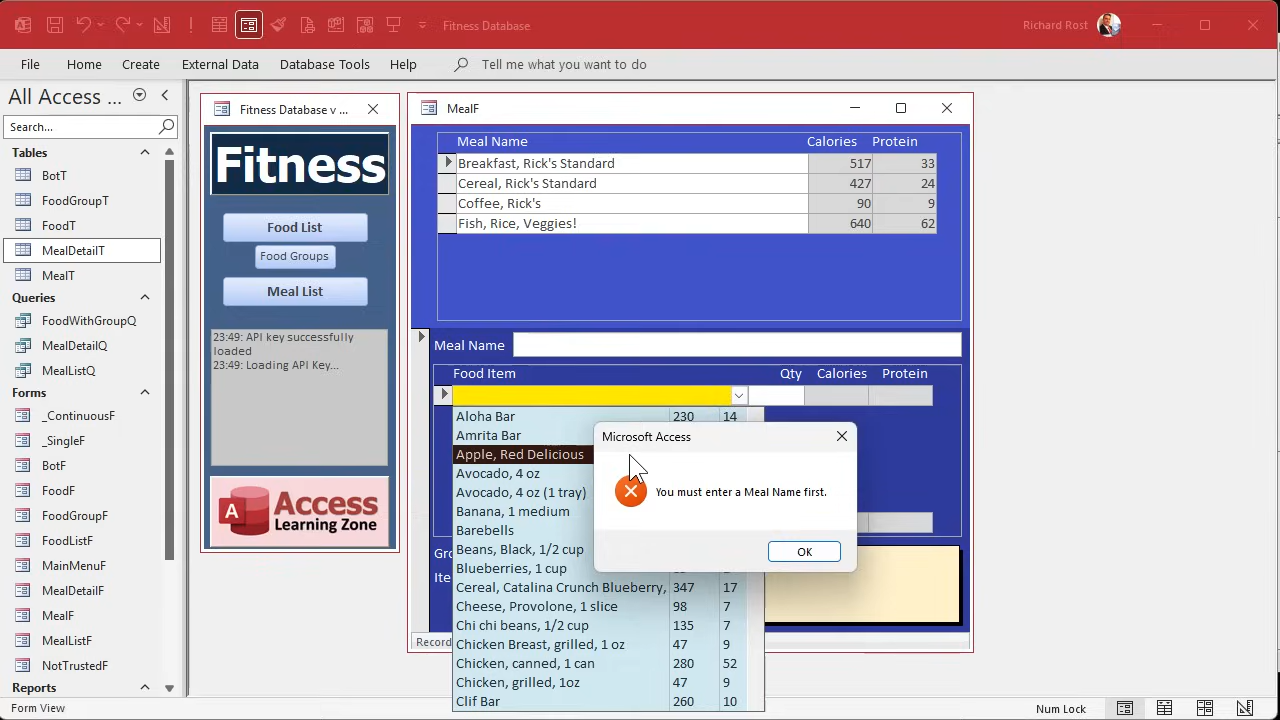 Fitness Database
Richard Rost
File Home Create External Data Database Tools Help Tell me what you want to do
All Access ...
Search...
Tables
BotT
FoodGroupT
FoodT
MealDetailT
MealT
Queries
FoodWithGroupQ
MealDetailQ
MealListQ
Forms
_ContinuousF
_SingleF
BotF
FoodF
FoodGroupF
FoodListF
MainMenuF
MealDetailF
MealF
MealListF
NotTrustedF
Reports
Fitness Database v ...
Fitness
Food List
Food Groups
Meal List
23:49: API key successfully
loaded
23:49: Loading API Key...
A Access
Learning Zone
MealF
Meal Name Calories Protein
Breakfast, Rick's Standard 517 33
Cereal, Rick's Standard 427 24
Coffee, Rick's 90 9
Fish, Rice, Veggies! 640 62
Meal Name
Food Item Qty Calories Protein
Aloha Bar 230 14
Amrita Bar
Apple, Red Delicious
Avocado, 4 oz
Avocado, 4 oz (1 tray)
Banana, 1 medium
Barebells
Beans, Black, 1/2 cup
Blueberries, 1 cup
Cereal, Catalina Crunch Blueberry, 347 17
Cheese, Provolone, 1 slice 98 7
Chi chi beans, 1/2 cup 135 7
Chicken Breast, grilled, 1 oz 47 9
Chicken, canned, 1 can 280 52
Chicken, grilled, 1oz 47 9
Clif Bar 260 10
Microsoft Access
You must enter a Meal Name first.
OK
Record
Form View
Num Lock